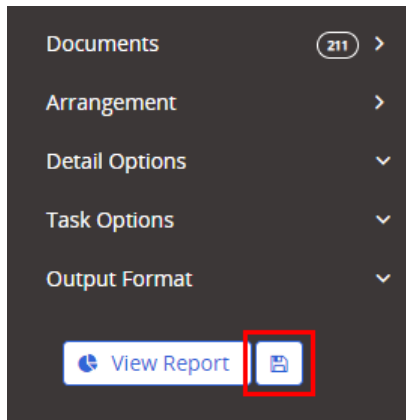 Documents 211
Arrangement
Detail Options
Task Options
Output Format
View Report